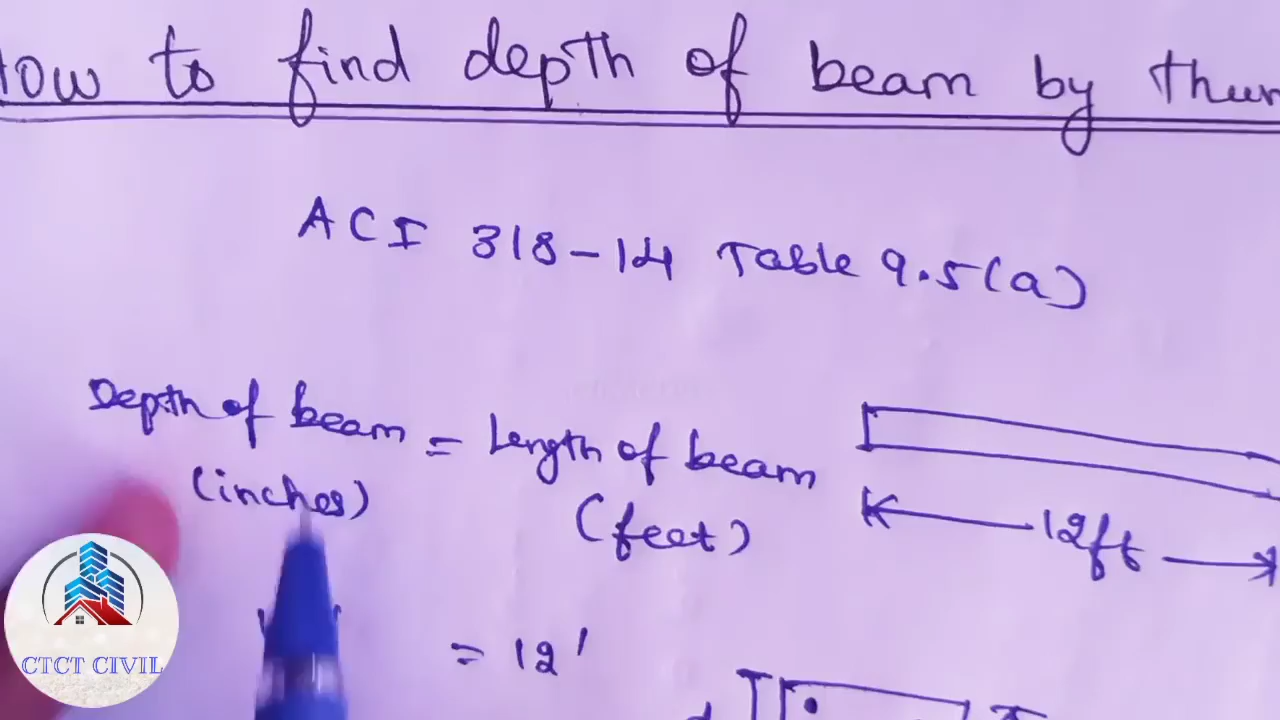 How to find depth of beam by thum
ACI 318-14 Table 9.5(a)
Depth of beam = Length of beam
(inches) (feet)
12ft
= 12'
d
CTCT CIVIL